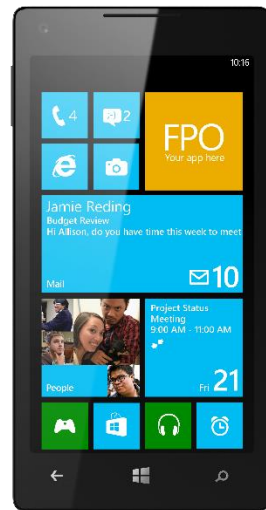 10:16
4
2
FPO
Your app here
Jamie Reding
Budget Review
Hi Allison, do you have time this week to meet
Mail
10
Project Status
Meeting
9:00 AM - 11:00 AM
People
Fri 21